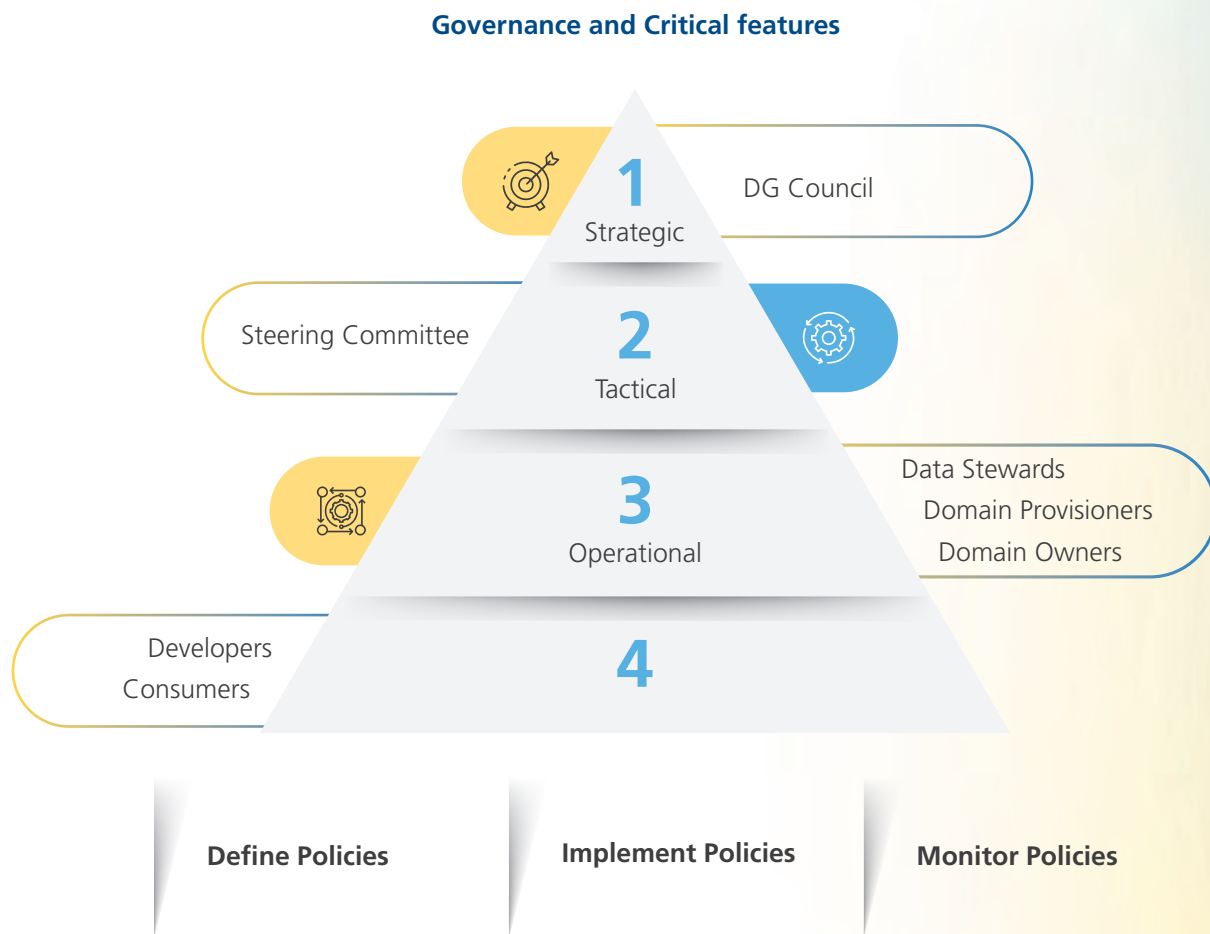 Governance and Critical features
1
Strategic
DG Council
Steering Committee
2
Tactical
3
Operational
Data Stewards
Domain Provisioners
Domain Owners
Developers
Consumers
4
Define Policies
Implement Policies
Monitor Policies